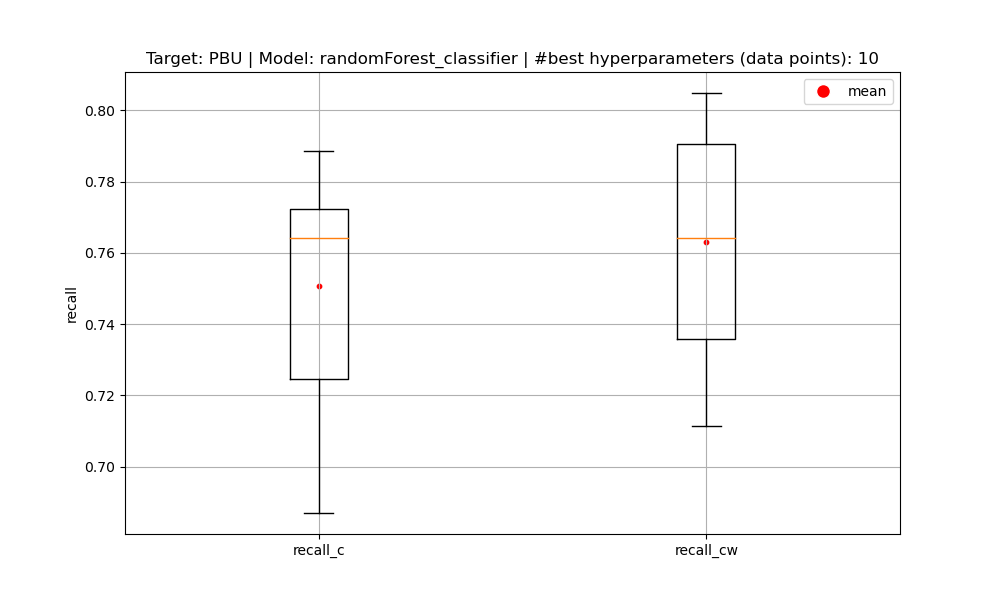 Target: PBU | Model: randomForest_classifier | #best hyperparameters (data points): 10
mean
0.80
0.78
0.76
0.74
0.72
0.70
recall
recall_c
recall_cw